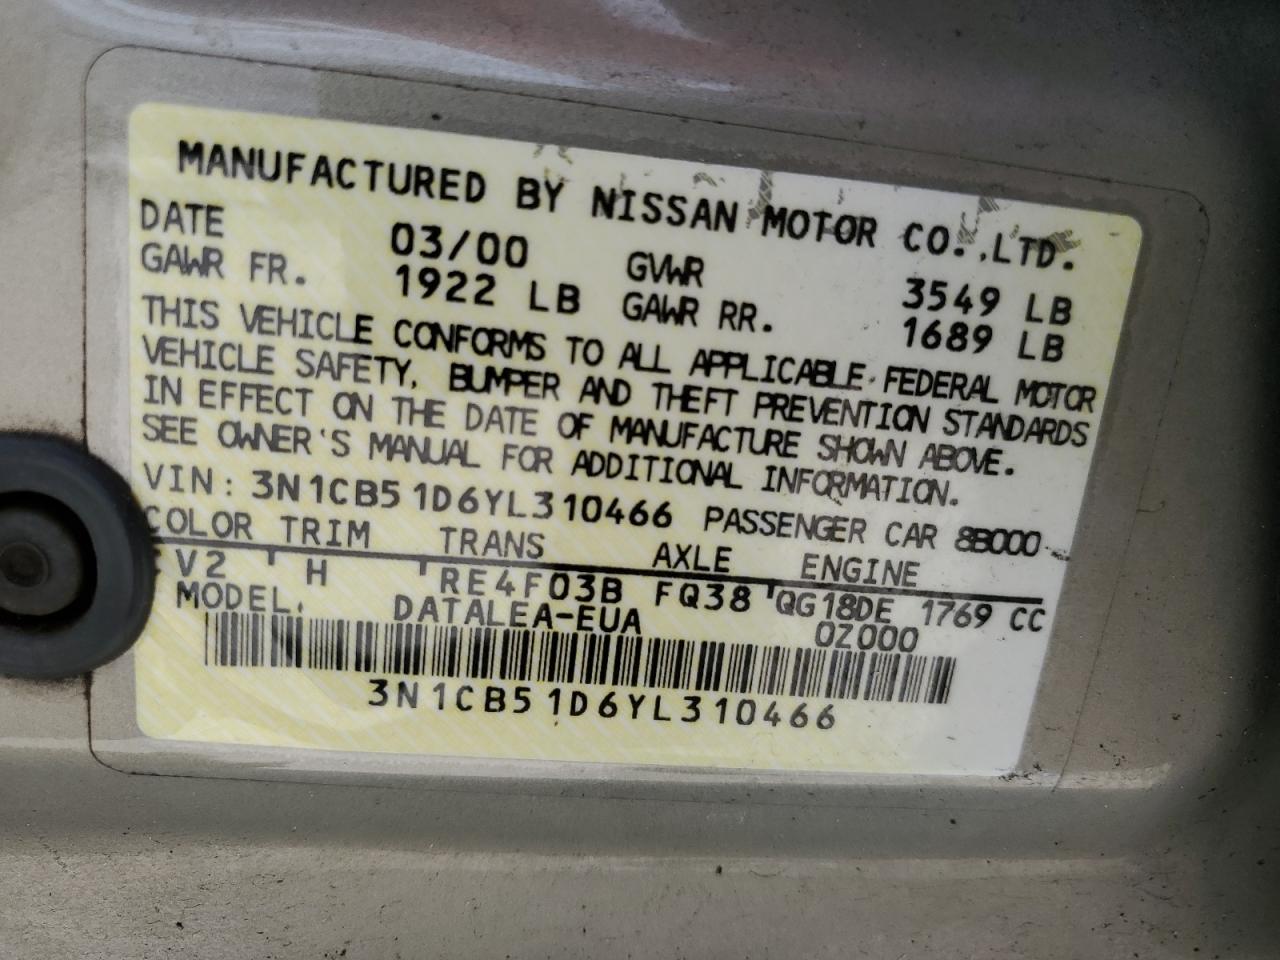 MANUFACTURED BY NISSAN MOTOR CO.,LTD.
DATE 03/00 GVWR 3549 LB
GAWR FR. 1922 LB GAWR RR. 1689 LB
THIS VEHICLE CONFORMS TO ALL APPLICABLE FEDERAL MOTOR
VEHICLE SAFETY, BUMPER AND THEFT PREVENTION STANDARDS
IN EFFECT ON THE DATE OF MANUFACTURE SHOWN ABOVE.
SEE OWNER'S MANUAL FOR ADDITIONAL INFORMATION.
VIN: 3N1CB51D6YL310466 PASSENGER CAR 8B000
COLOR TRIM TRANS AXLE ENGINE
V2 H RE4F03B FQ38 QG18DE 1769 CC
MODEL. DATALEA-EUA 0Z000
3N1CB51D6YL310466